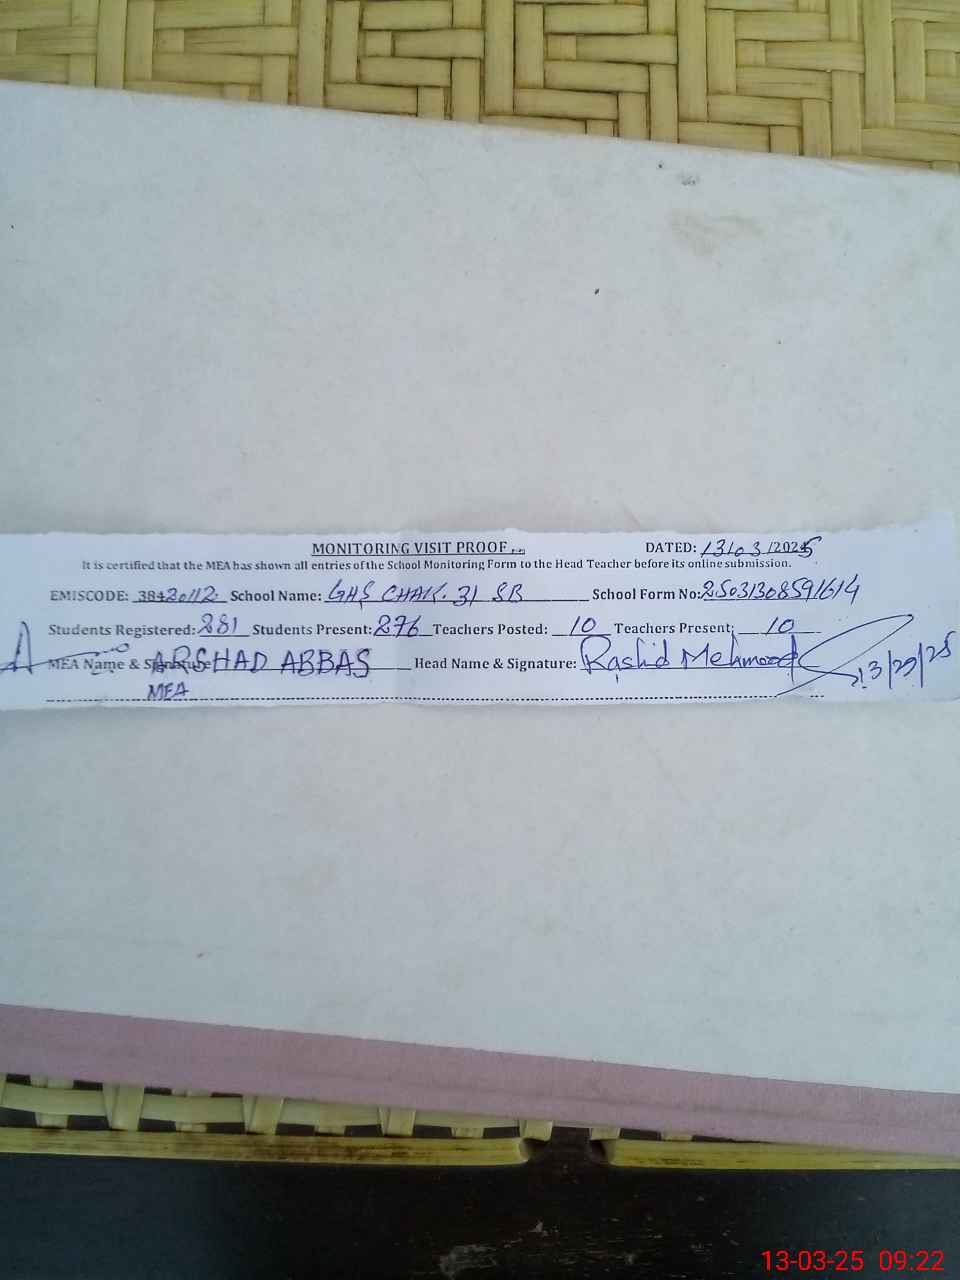 MONITORING VISIT PROOF DATED: 13/03/2025
It is certified that the MEA has shown all entries of the School Monitoring Form to the Head Teacher before its online submission.
EMISCODE: 38420112 School Name: GHS CHAK. 31 SB School Form No: 250313085916/4
Students Registered: 281 Students Present: 276 Teachers Posted: 10 Teachers Present: 10
MEA Name & Signature ARSHAD ABBAS Head Name & Signature: Rashid Mehmood
MEA
13-03-25 09:22